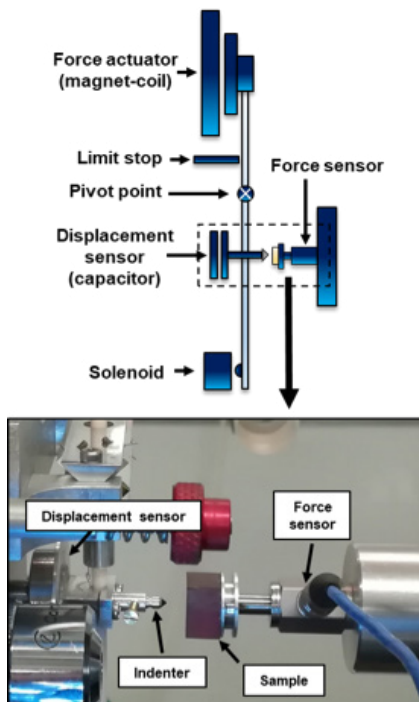 Force actuator
(magnet-coil)
Limit stop
Pivot point
Force sensor
Displacement
sensor
(capacitor)
Solenoid
Displacement sensor
Force
sensor
Indenter
Sample